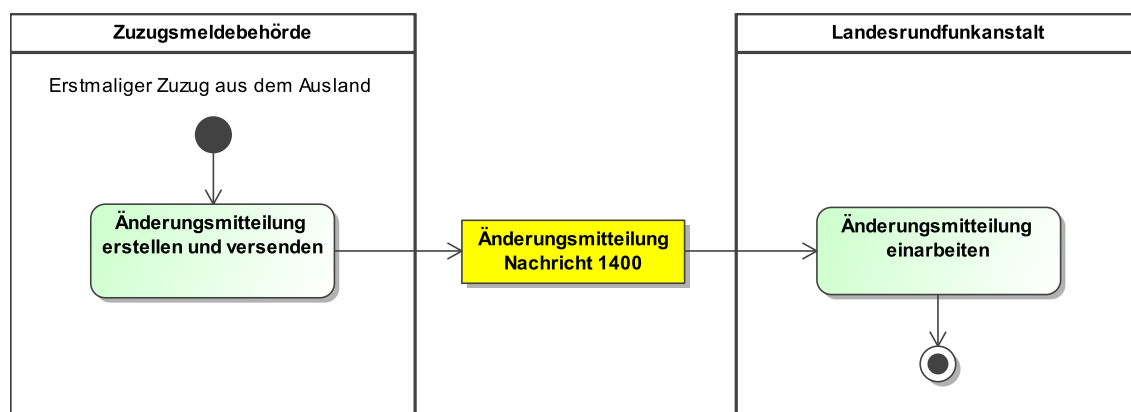 Zuzugsmeldebehörde
Landesrundfunkanstalt
Erstmaliger Zuzug aus dem Ausland
Änderungsmitteilung
erstellen und versenden
Änderungsmitteilung
Nachricht 1400
Änderungsmitteilung
einarbeiten